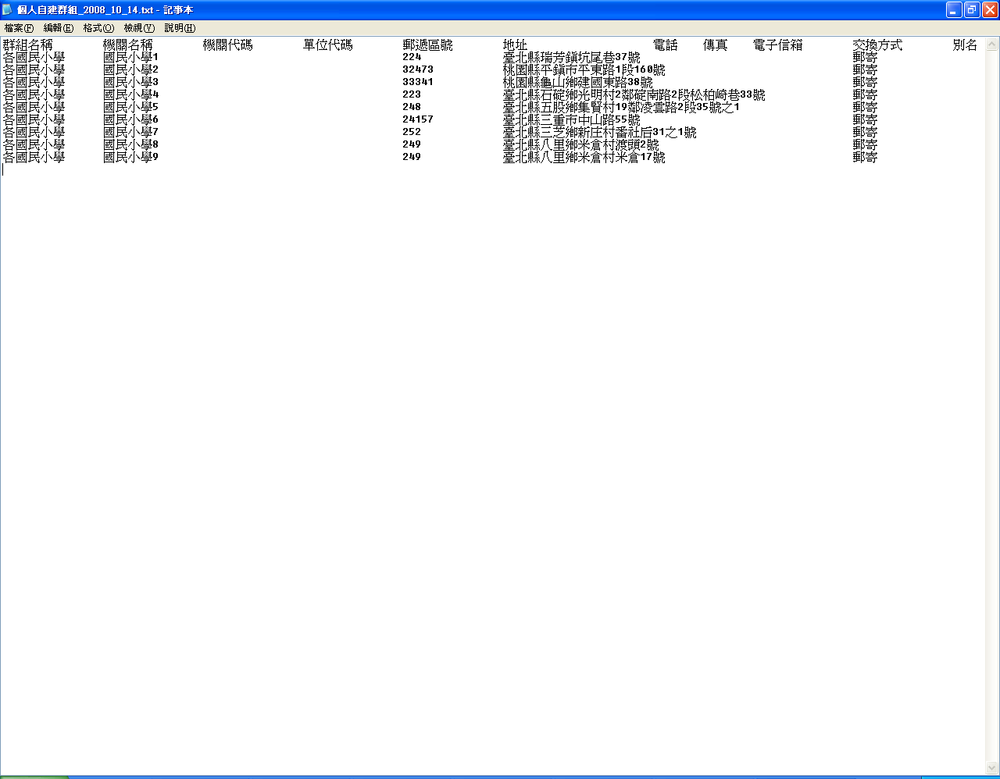 個人自建群組_2008_10_14.txt - 記事本
檔案(F) 編輯(E) 格式(O) 檢視(V) 說明(H)
群組名稱 機關名稱 機關代碼 單位代碼 郵遞區號 地址 電話 傳真 電子信箱 交換方式 別名
各國民小學 國民小學1 224 臺北縣瑞芳鎮坑尾巷37號 郵寄
各國民小學 國民小學2 32473 桃園縣平鎮市平東路1段160號 郵寄
各國民小學 國民小學3 33341 桃園縣龜山鄉建國東路38號 郵寄
各國民小學 國民小學4 223 臺北縣石碇鄉光明村2鄰碇南路2段松柏崎巷33號 郵寄
各國民小學 國民小學5 248 臺北縣五股鄉集賢村19鄰凌雲路2段35號之1 郵寄
各國民小學 國民小學6 24157 臺北縣三重市中山路55號 郵寄
各國民小學 國民小學7 252 臺北縣三芝鄉新庄村番社后31之1號 郵寄
各國民小學 國民小學8 249 臺北縣八里鄉米倉村渡頭2號 郵寄
各國民小學 國民小學9 249 臺北縣八里鄉米倉村米倉17號 郵寄